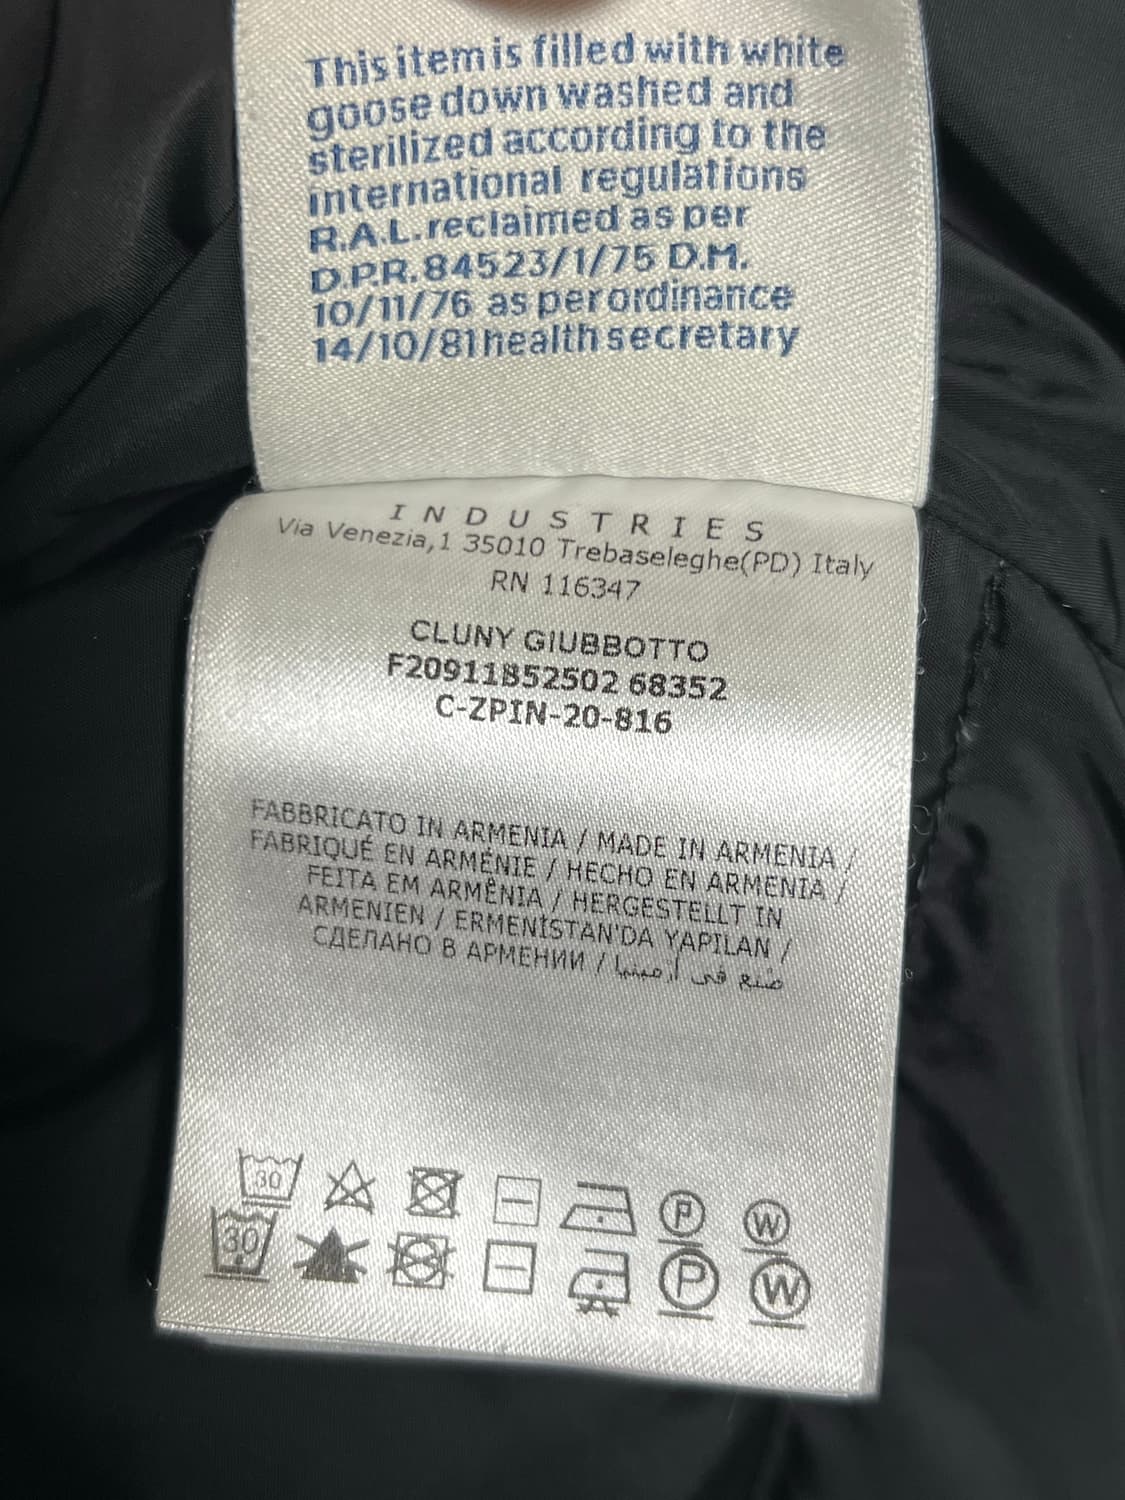 This item is filled with white
goose down washed and
sterilized according to the
international regulations
R.A.L. reclaimed as per
D.P.R. 84523/1/75 D.M.
10/11/76 as per ordinance
14/10/81 health secretary
INDUSTRIES
Via Venezia,1 35010 Trebaseleghe(PD) Italy
RN 116347
CLUNY GIUBBOTTO
F20911B52502 68352
C-ZPIN-20-816
FABBRICATO IN ARMENIA / MADE IN ARMENIA /
FABRIQUÉ EN ARMÉNIE / HECHO EN ARMENIA /
FEITA EM ARMÊNIA / HERGESTELLT IN
ARMENIEN / ERMENİSTAN'DA YAPILAN /
СДЕЛАНО В АРМЕНИИ / صُنع في أرمينيا
30 P W
30 P W